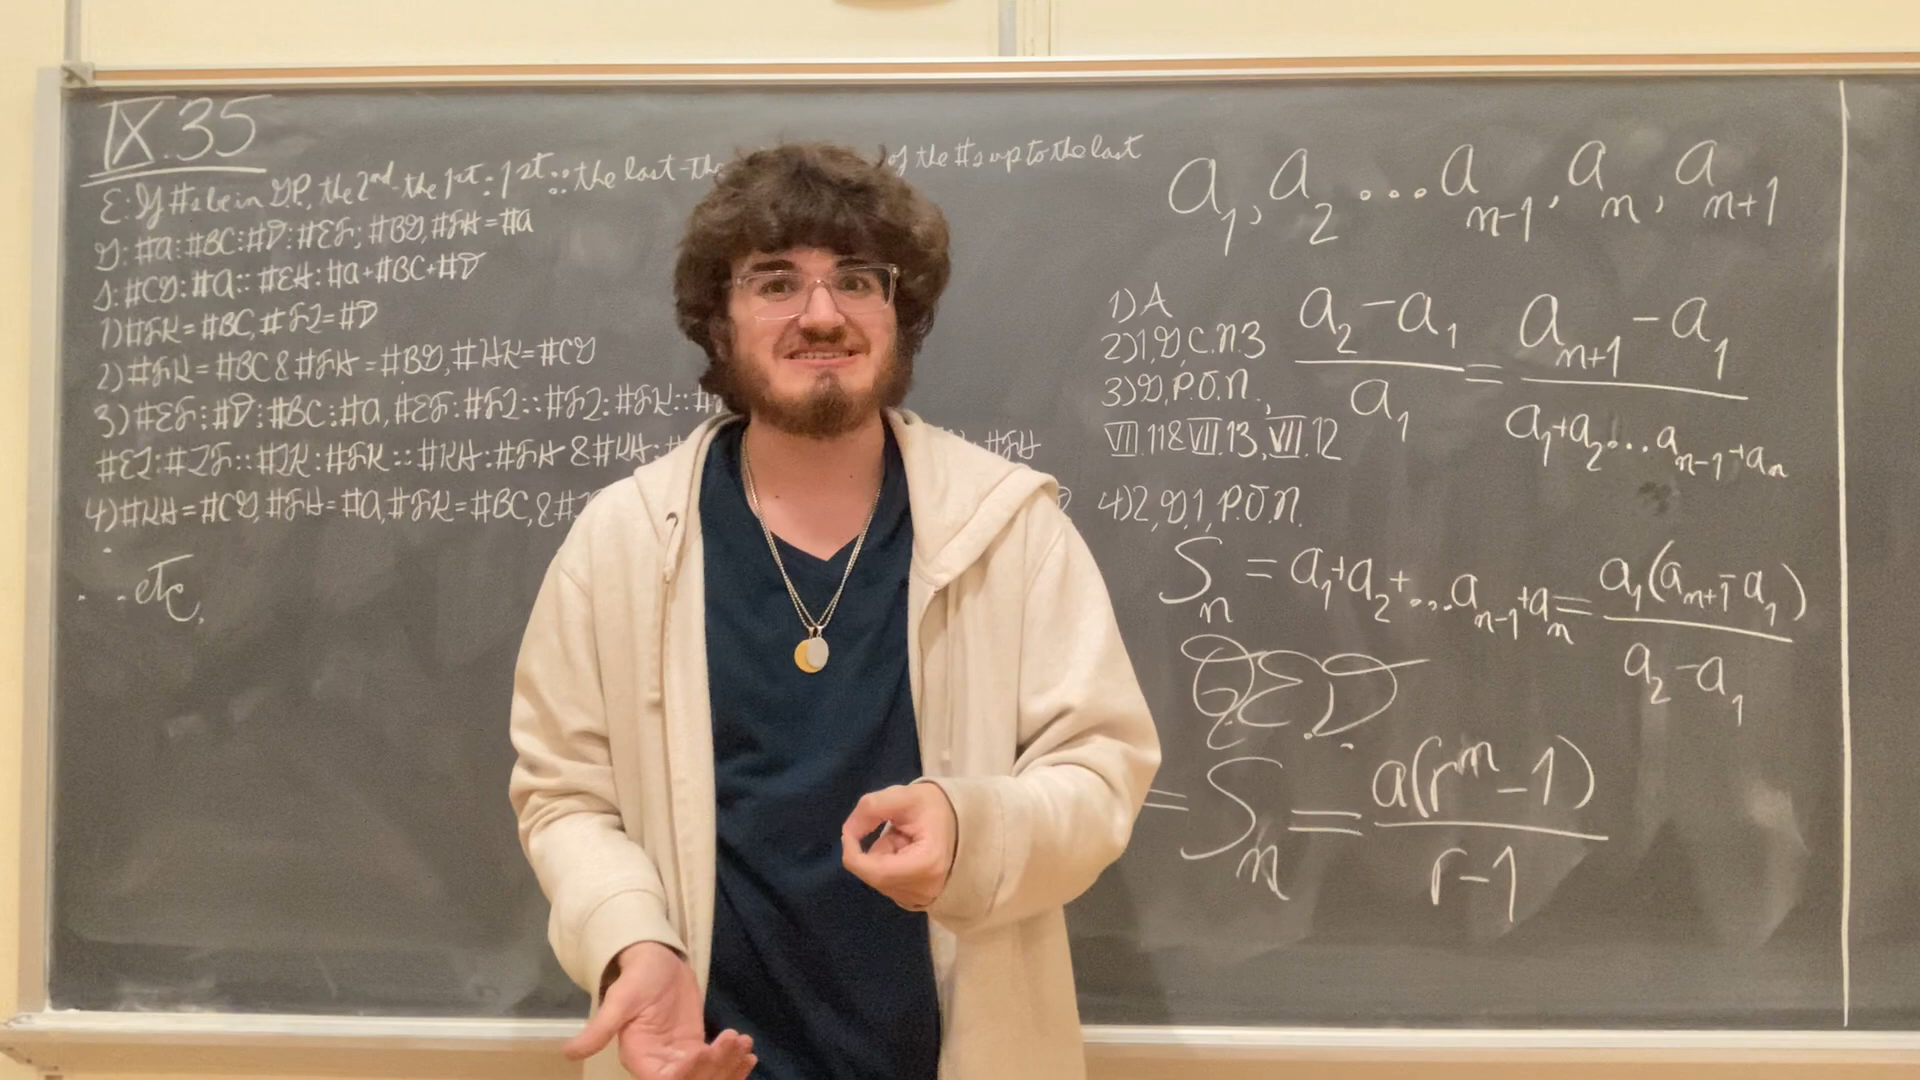 IX.35
E: If #s be in G.P., the 2nd - the 1st : 1st :: the last - the of the #s up to the last
G: #A:#BC:#D:#EF; #BG, #FH = #A
S: #CG:#A :: #EH:#A+#BC+#D
1) #FK = #BC, #FL = #D
2) #FK = #BC & #FH = #BG, #HK = #CG
3) #EF:#D:#BC:#A, #EF:#FL::#FL:#FK::#
#EL:#LF::#LK:#FK::#KH:#FH & #KH: #FH
4) #KH = #CG, #FH = #A, #FK = #BC, &
...etc.
a₁, a₂ ... aₙ₋₁, aₙ, aₙ₊₁
1) A
2) 1, G, C.N.3
3) G, P.O.N.,
VII.11 & VII.13, VII.12
4) 2, G, 1, P.O.N.
a₂ - a₁ / a₁ = aₙ₊₁ - a₁ / a₁+a₂...aₙ₋₁+aₙ
Sₙ = a₁+a₂+...aₙ₋₁+aₙ = a₁(aₙ₊₁ - a₁) / a₂ - a₁
Q.E.D.
= Sₙ = a(rⁿ - 1) / r - 1